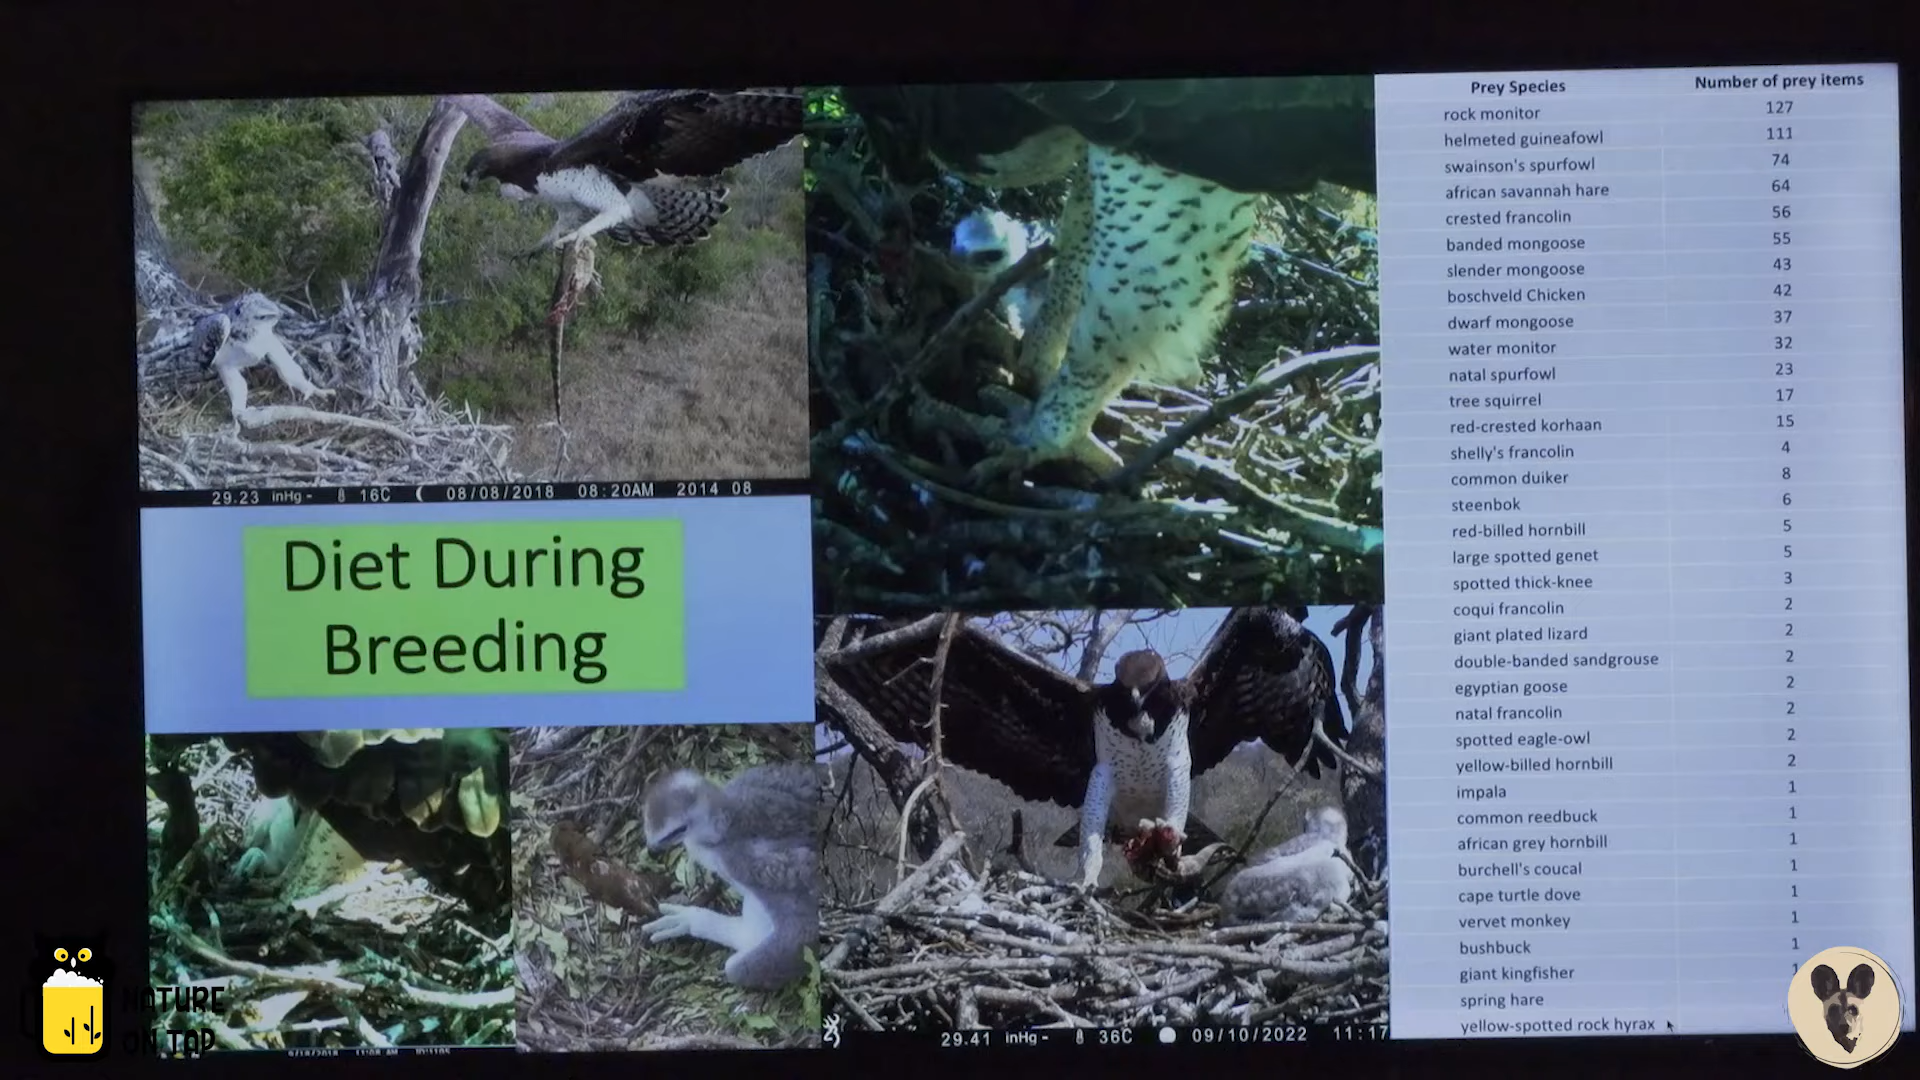 29.23 inHg- 16C 08/08/2018 08:20AM 2014 08
Diet During
Breeding
29.41 inHg- 36C 09/10/2022 11:17
Prey Species Number of prey items
rock monitor 127
helmeted guineafowl 111
swainson's spurfowl 74
african savannah hare 64
crested francolin 56
banded mongoose 55
slender mongoose 43
boschveld Chicken 42
dwarf mongoose 37
water monitor 32
natal spurfowl 23
tree squirrel 17
red-crested korhaan 15
shelly's francolin 4
common duiker 8
steenbok 6
red-billed hornbill 5
large spotted genet 5
spotted thick-knee 3
coqui francolin 2
giant plated lizard 2
double-banded sandgrouse 2
egyptian goose 2
natal francolin 2
spotted eagle-owl 2
yellow-billed hornbill 2
impala 1
common reedbuck 1
african grey hornbill 1
burchell's coucal 1
cape turtle dove 1
vervet monkey 1
bushbuck 1
giant kingfisher
spring hare
yellow-spotted rock hyrax
NATURE
ON TAP